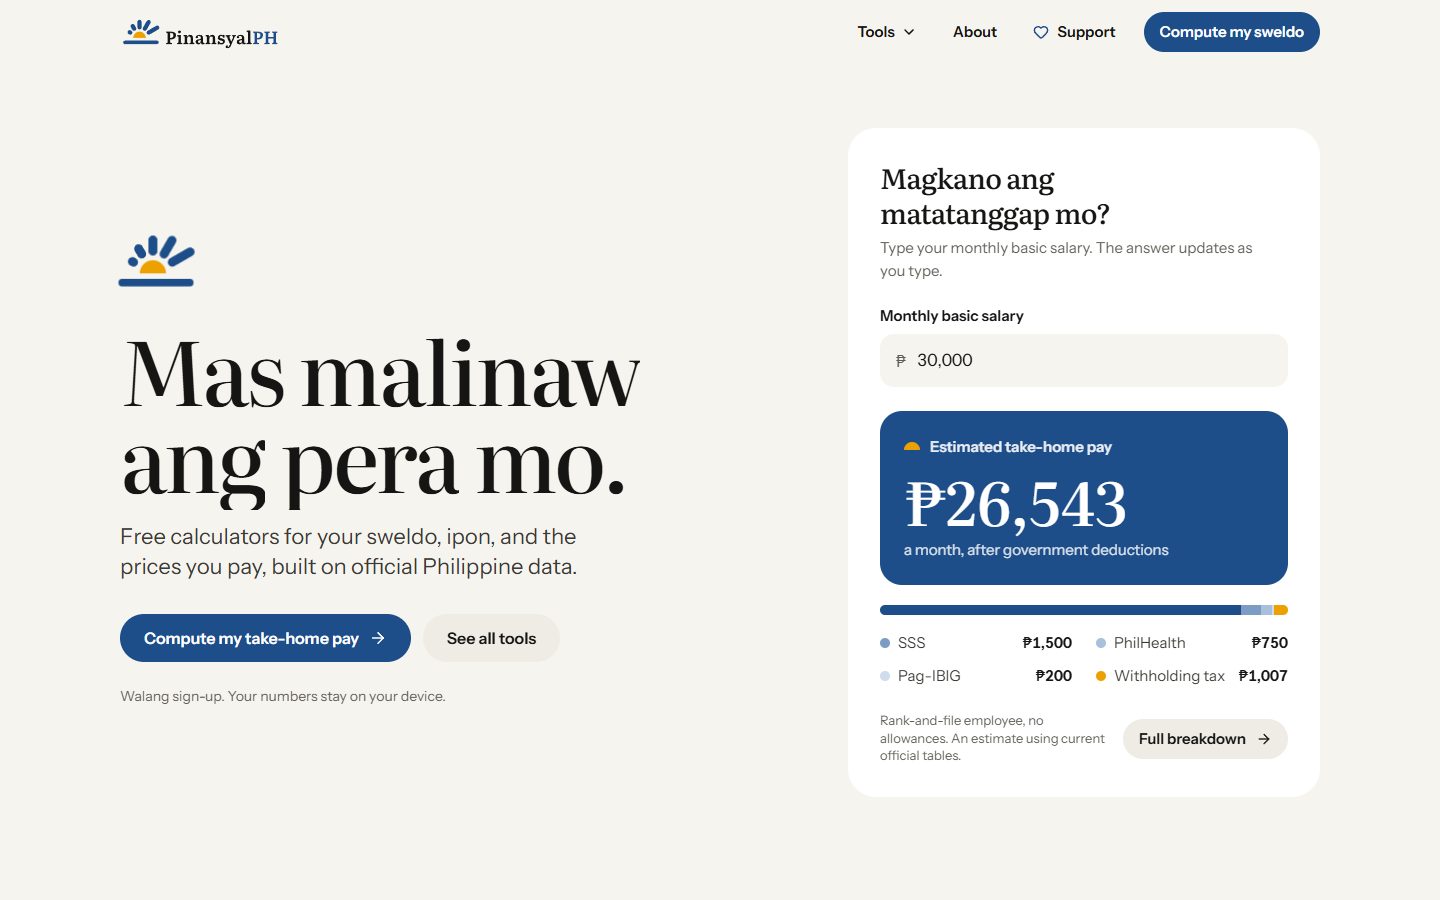 PinansyalPH
Tools
About
Support
Compute my sweldo
Mas malinaw
ang pera mo.
Free calculators for your sweldo, ipon, and the
prices you pay, built on official Philippine data.
Compute my take-home pay
See all tools
Walang sign-up. Your numbers stay on your device.
Magkano ang
matatanggap mo?
Type your monthly basic salary. The answer updates as
you type.
Monthly basic salary
₱ 30,000
Estimated take-home pay
₱26,543
a month, after government deductions
SSS ₱1,500
PhilHealth ₱750
Pag-IBIG ₱200
Withholding tax ₱1,007
Rank-and-file employee, no
allowances. An estimate using current
official tables.
Full breakdown